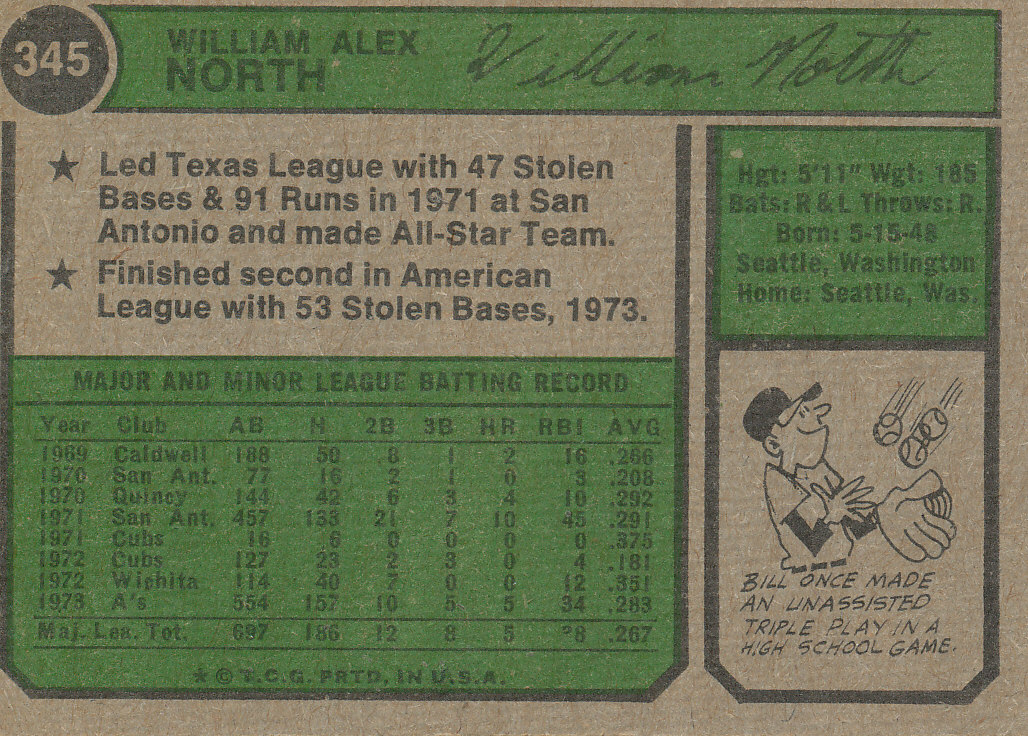 345
WILLIAM ALEX
NORTH
William North
★ Led Texas League with 47 Stolen
Bases & 91 Runs in 1971 at San
Antonio and made All-Star Team.
★ Finished second in American
League with 53 Stolen Bases, 1973.
Hgt: 5'11" Wgt: 185
Bats: R & L Throws: R.
Born: 5-15-48
Seattle, Washington
Home: Seattle, Was.
MAJOR AND MINOR LEAGUE BATTING RECORD
Year Club AB H 2B 3B HR RBI AVG
1969 Caldwell 188 50 8 1 2 16 .266
1970 San Ant. 77 16 2 1 0 3 .208
1970 Quincy 144 42 6 3 4 10 .292
1971 San Ant. 457 133 21 7 10 45 .291
1971 Cubs 16 6 0 0 0 0 .375
1972 Cubs 127 23 2 3 0 4 .181
1972 Wichita 114 40 7 0 0 12 .351
1973 A's 554 157 10 5 5 34 .283
Maj. Lea. Tot. 697 186 12 8 5 .267
★ © T.C.G. PRTD. IN U.S.A.
BILL ONCE MADE
AN UNASSISTED
TRIPLE PLAY IN A
HIGH SCHOOL GAME.